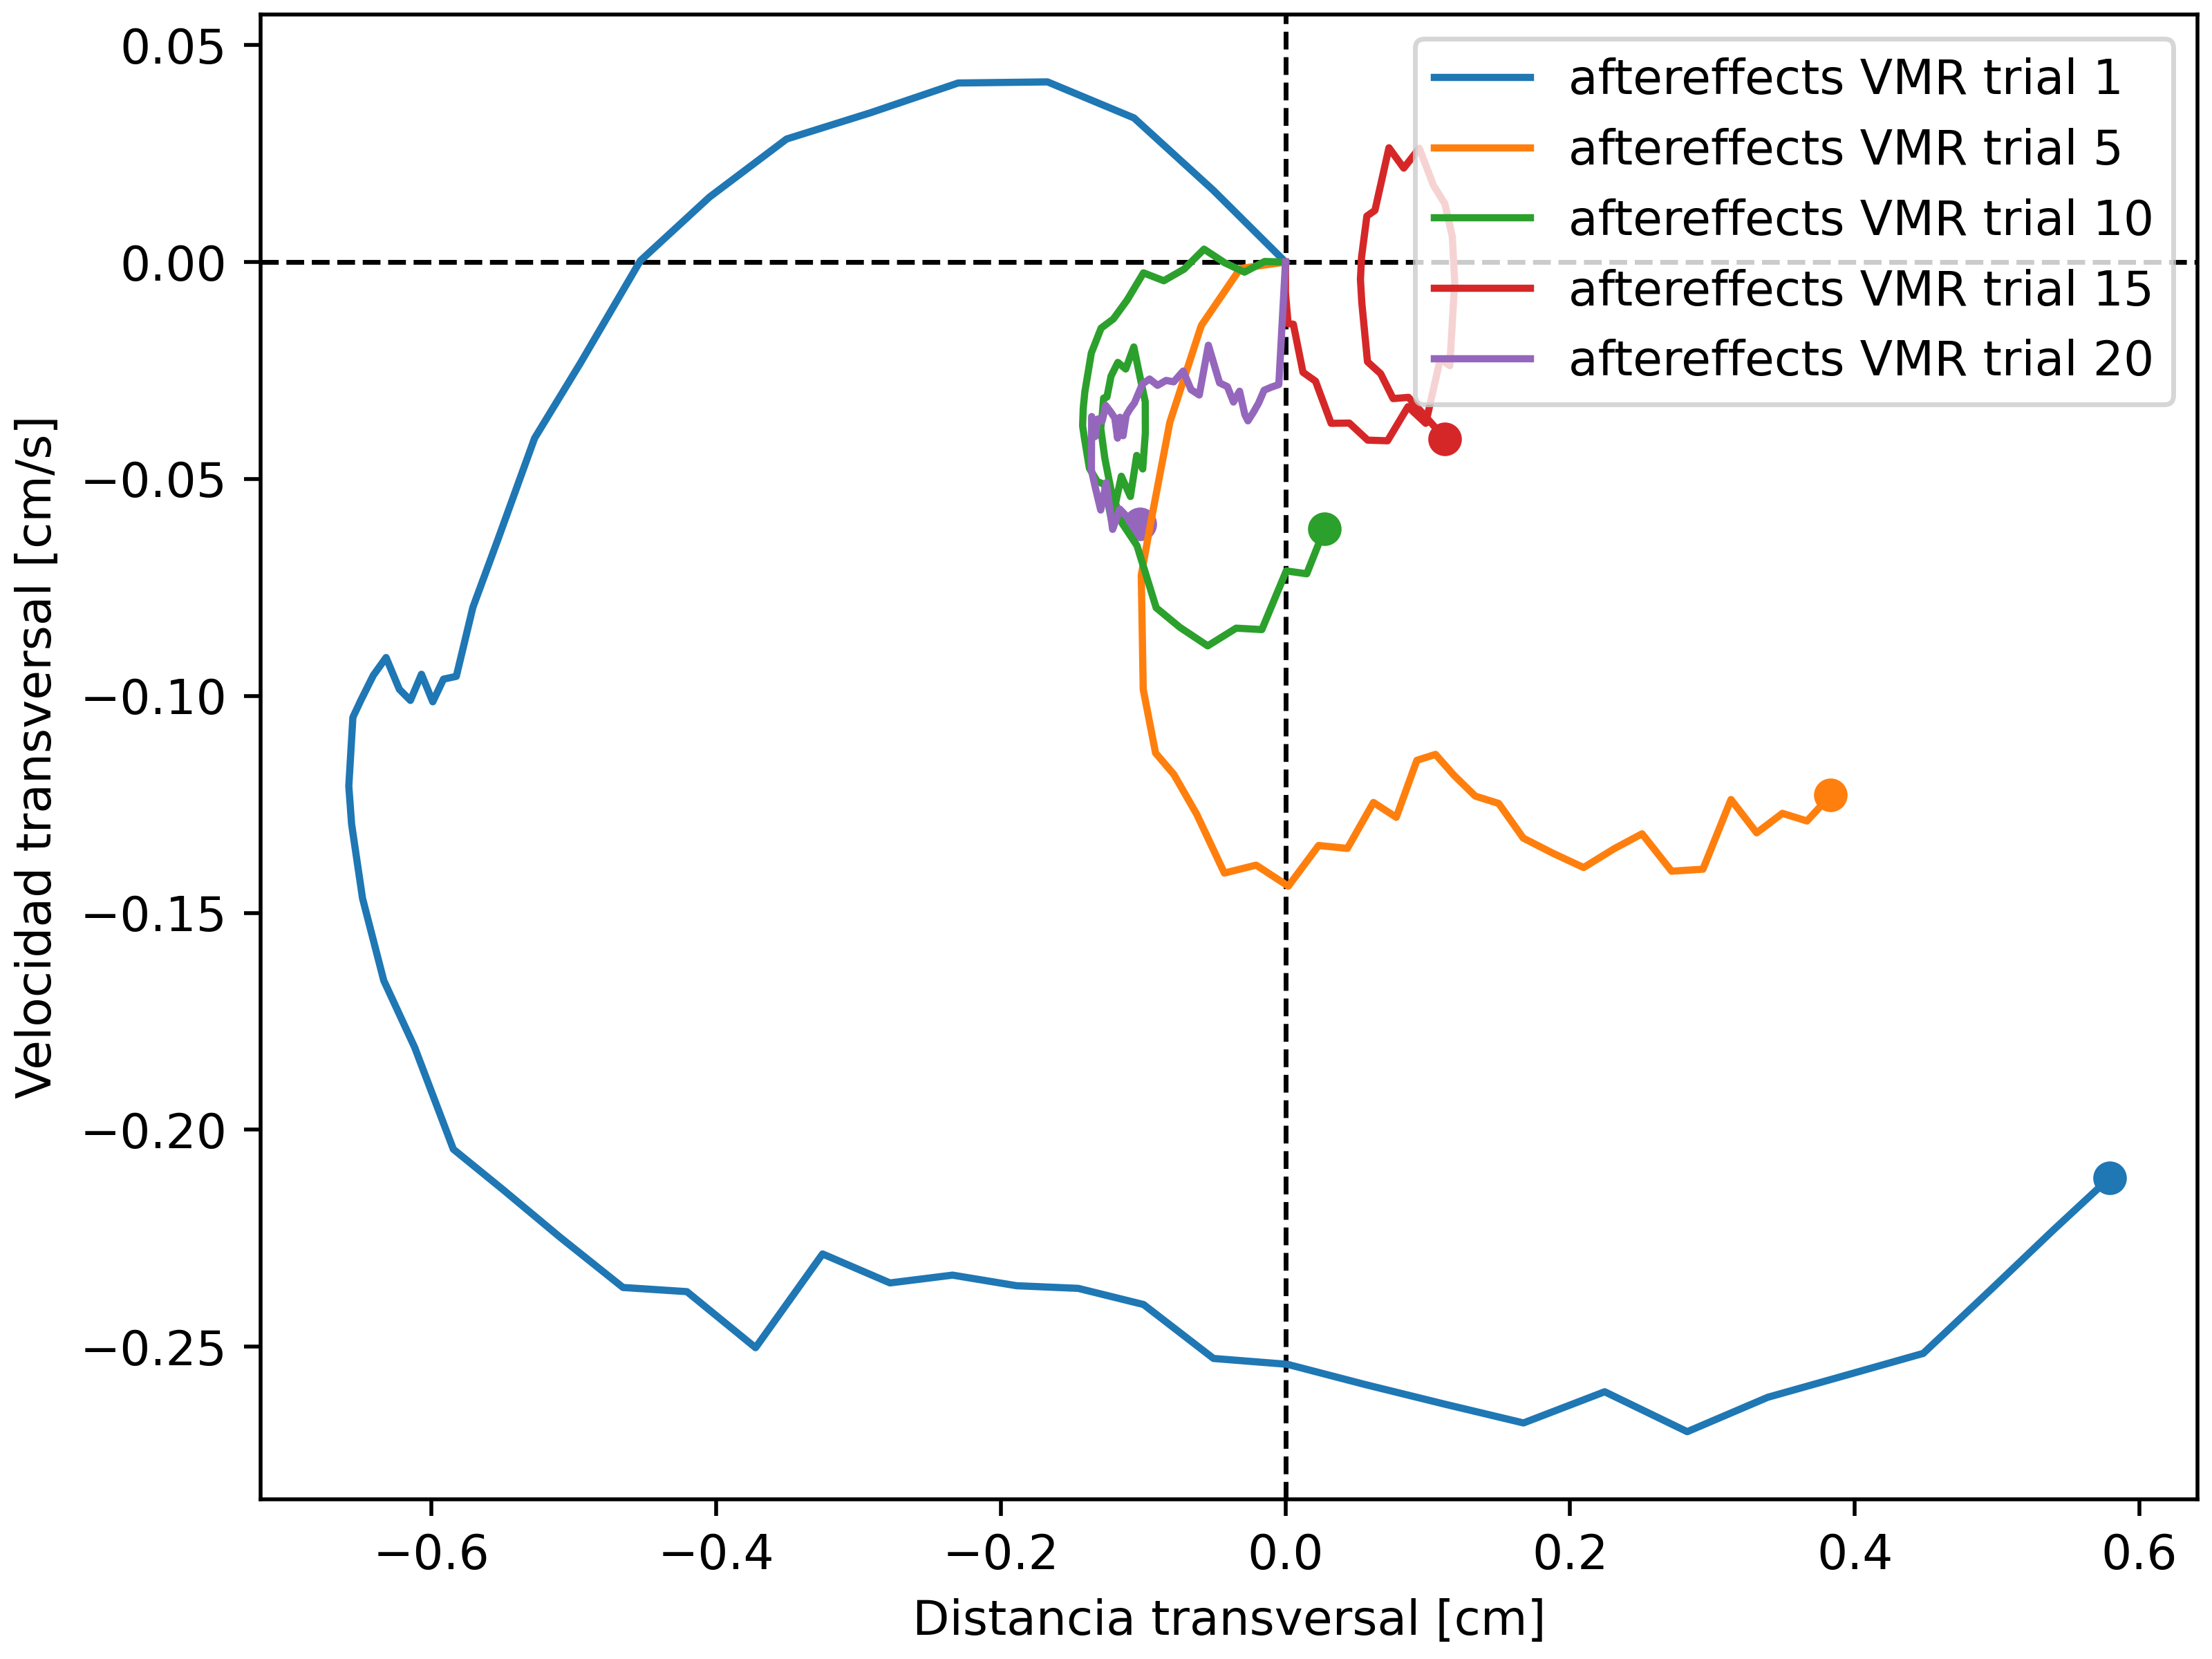 0.05
0.00
−0.05
−0.10
−0.15
−0.20
−0.25
Velocidad transversal [cm/s]
aftereffects VMR trial 1
aftereffects VMR trial 5
aftereffects VMR trial 10
aftereffects VMR trial 15
aftereffects VMR trial 20
−0.6 −0.4 −0.2 0.0 0.2 0.4 0.6
Distancia transversal [cm]